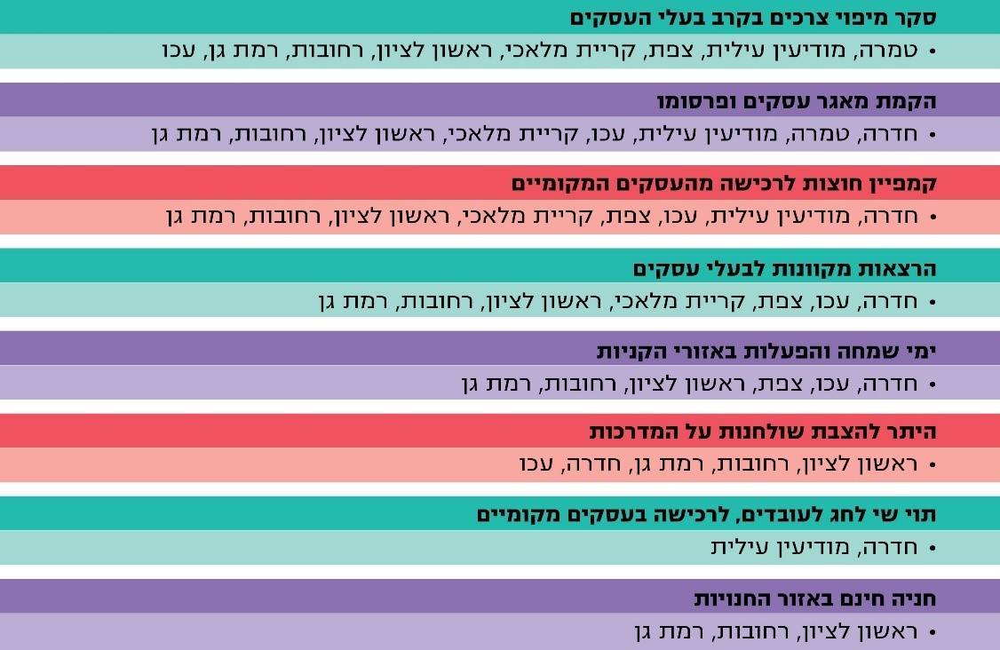 סקר מיפוי צרכים בקרב בעלי העסקים
• טמרה, מודיעין עילית, צפת, קריית מלאכי, ראשון לציון, רחובות, רמת גן, עכו
הקמת מאגר עסקים ופרסומו
• חדרה, טמרה, מודיעין עילית, עכו, קריית מלאכי, ראשון לציון, רחובות, רמת גן
קמפיין חוצות לרכישה מהעסקים המקומיים
• חדרה, מודיעין עילית, עכו, צפת, קריית מלאכי, ראשון לציון, רחובות, רמת גן
הרצאות מקוונות לבעלי עסקים
• חדרה, עכו, צפת, קריית מלאכי, ראשון לציון, רחובות, רמת גן
ימי שמחה והפעלות באזורי הקניות
• חדרה, עכו, צפת, ראשון לציון, רחובות, רמת גן
היתר להצבת שולחנות על המדרכות
• ראשון לציון, רחובות, רמת גן, חדרה, עכו
תוי שי לחג לעובדים, לרכישה בעסקים מקומיים
• חדרה, מודיעין עילית
חניה חינם באזור החנויות
• ראשון לציון, רחובות, רמת גן